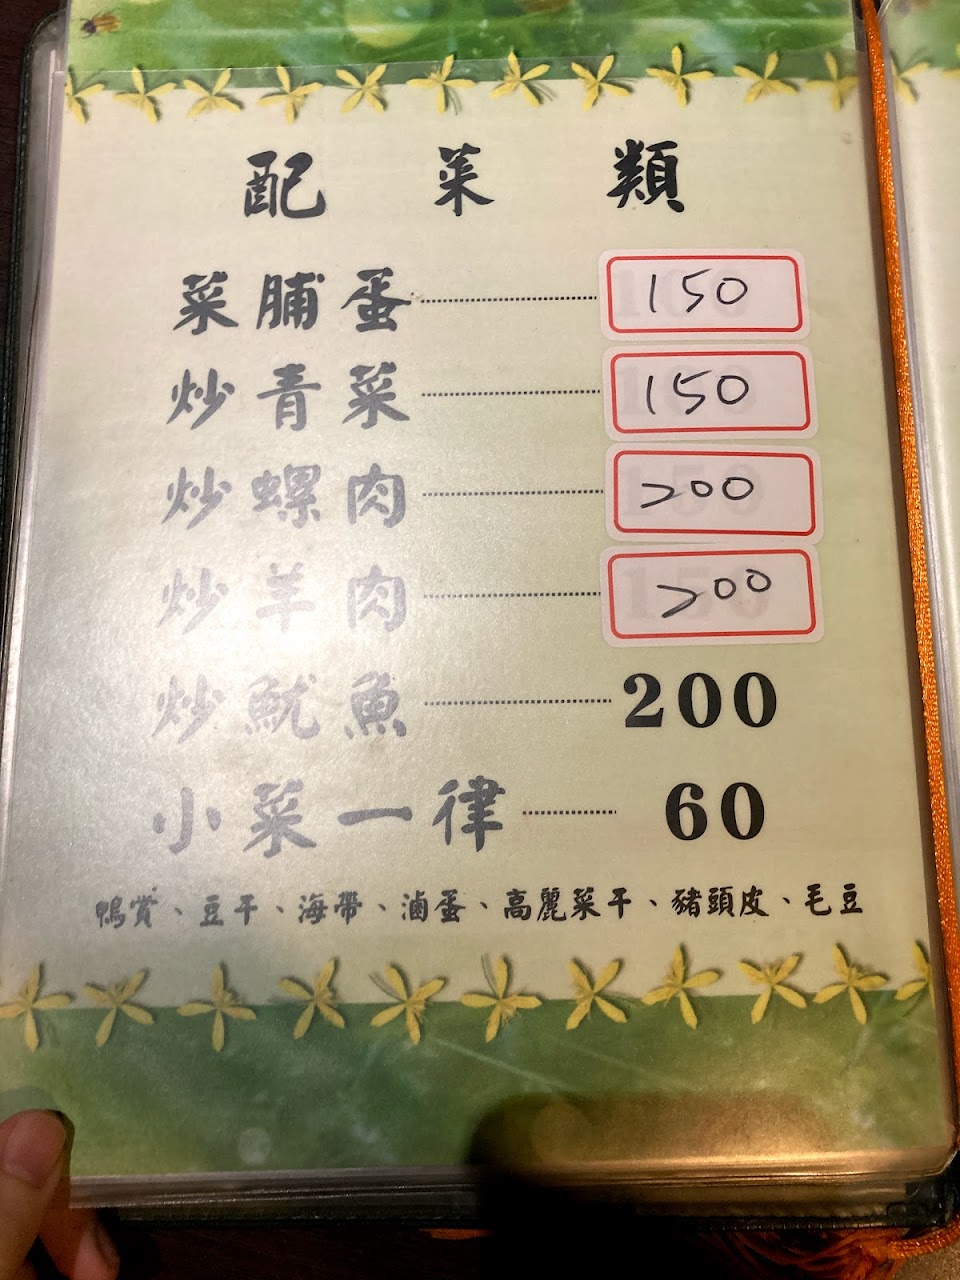 配菜類
菜脯蛋 150
炒青菜 150
炒螺肉 200
炒羊肉 200
炒魷魚 200
小菜一律 60
鴨賞、豆干、海帶、滷蛋、高麗菜干、豬頭皮、毛豆